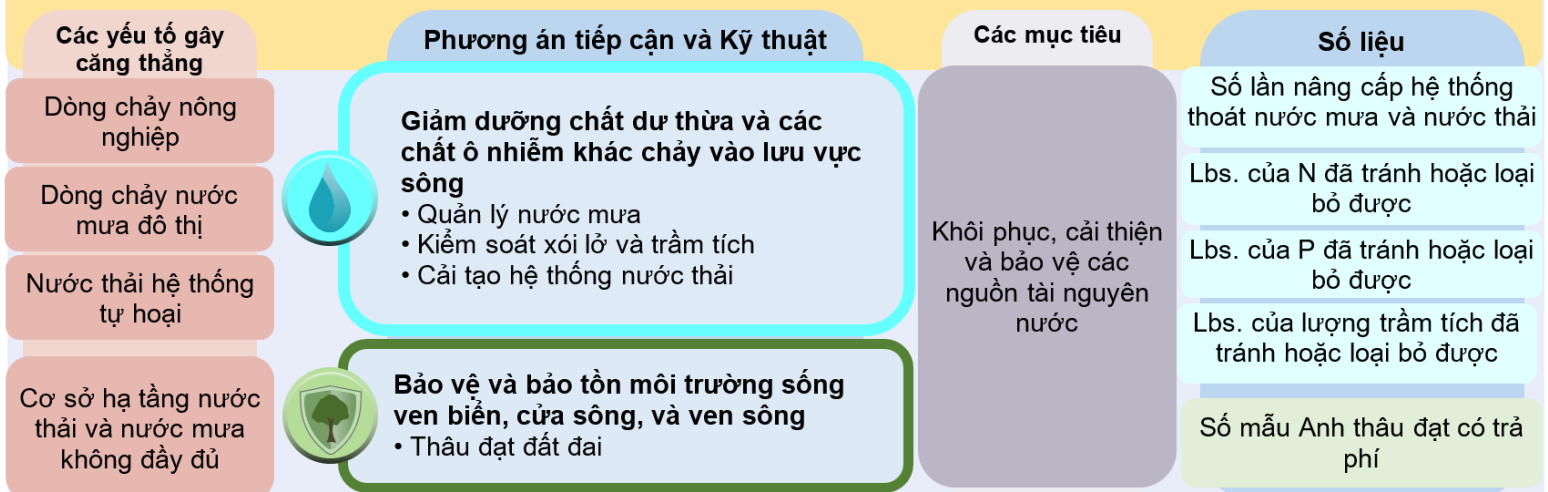 Các yếu tố gây
căng thẳng
Dòng chảy nông
nghiệp
Dòng chảy nước
mưa đô thị
Nước thải hệ thống
tự hoại
Cơ sở hạ tầng nước
thải và nước mưa
không đầy đủ
Phương án tiếp cận và Kỹ thuật
Giảm dưỡng chất dư thừa và các
chất ô nhiễm khác chảy vào lưu vực
sông
• Quản lý nước mưa
• Kiểm soát xói lở và trầm tích
• Cải tạo hệ thống nước thải
Bảo vệ và bảo tồn môi trường sống
ven biển, cửa sông, và ven sông
• Thâu đạt đất đai
Các mục tiêu
Khôi phục, cải thiện
và bảo vệ các
nguồn tài nguyên
nước
Số liệu
Số lần nâng cấp hệ thống
thoát nước mưa và nước thải
Lbs. của N đã tránh hoặc loại
bỏ được
Lbs. của P đã tránh hoặc loại
bỏ được
Lbs. của lượng trầm tích đã
tránh hoặc loại bỏ được
Số mẫu Anh thâu đạt có trả
phí